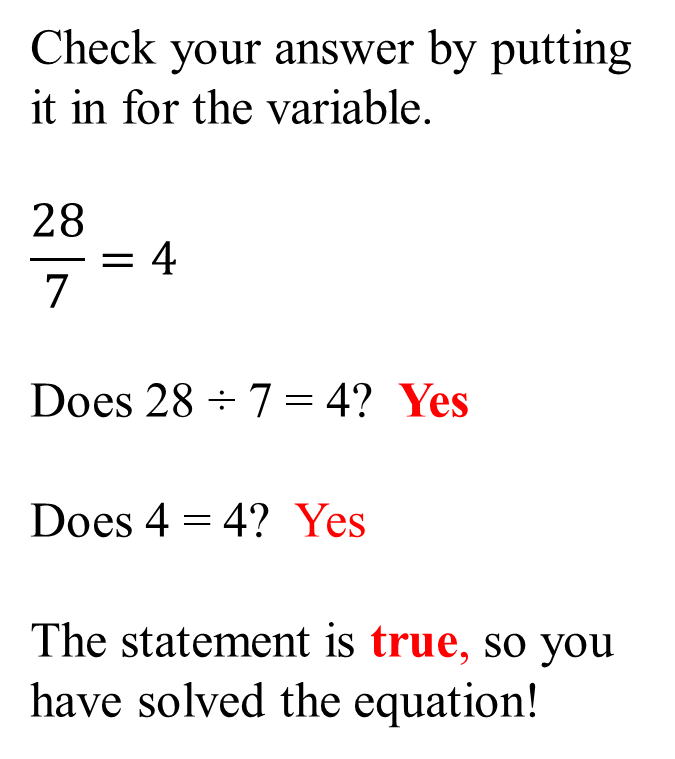 Check your answer by putting
it in for the variable.
28
7
= 4
Does 28 ÷ 7 = 4? Yes
Does 4 = 4? Yes
The statement is true, so you
have solved the equation!